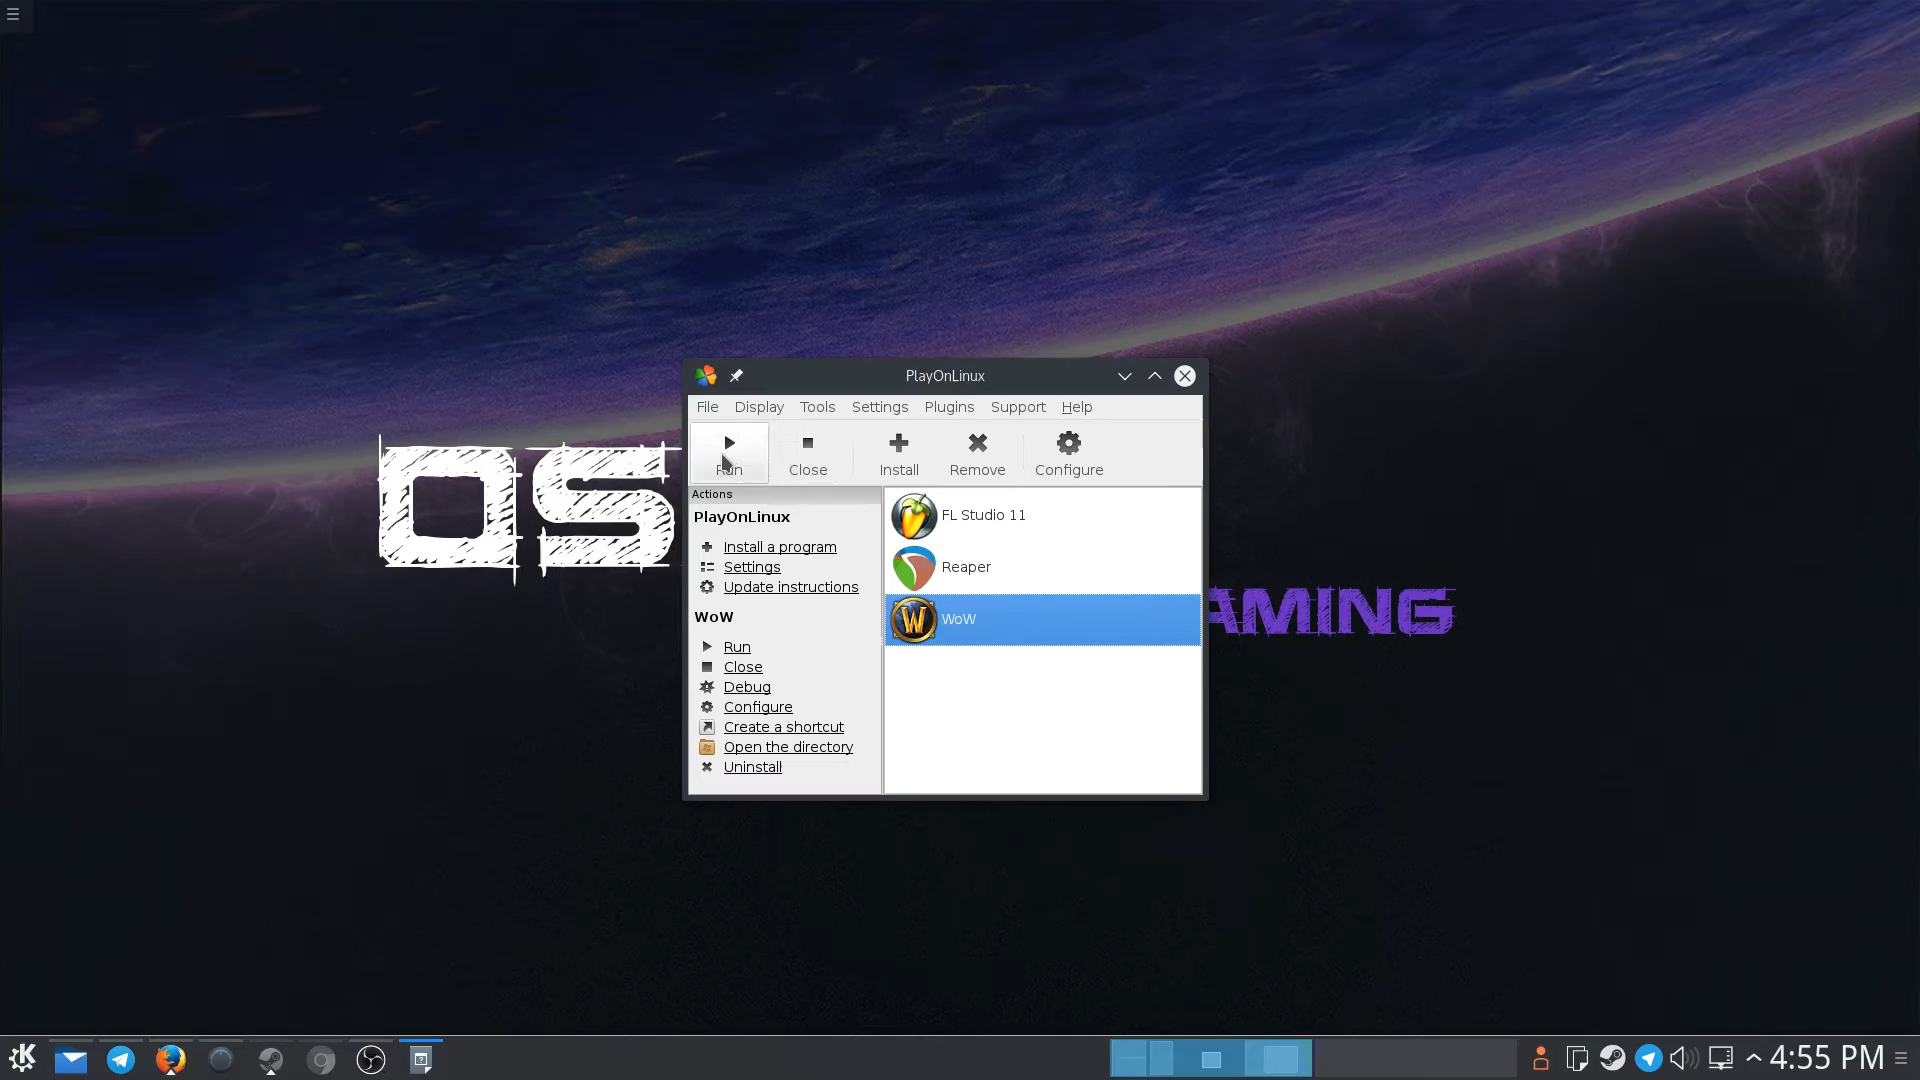 PlayOnLinux
File Display Tools Settings Plugins Support Help
Run Close Install Remove Configure
Actions
PlayOnLinux
Install a program
Settings
Update instructions
WoW
Run
Close
Debug
Configure
Create a shortcut
Open the directory
Uninstall
FL Studio 11
Reaper
WoW
OS
AMING
4:55 PM